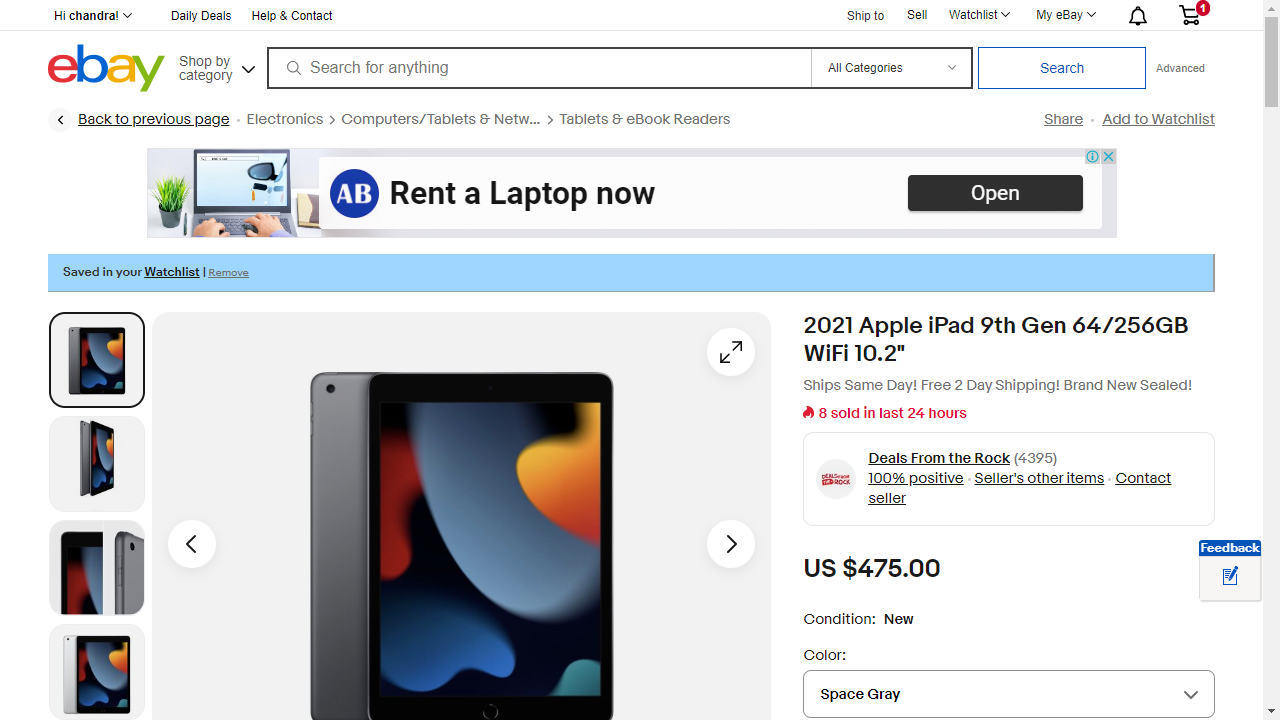 Hi chandra!
Daily Deals
Help & Contact
Ship to
Sell
Watchlist
My eBay
1
ebay
Shop by
category
Search for anything
All Categories
Search
Advanced
Back to previous page
Electronics
Computers/Tablets & Netw...
Tablets & eBook Readers
Share
Add to Watchlist
AB
Rent a Laptop now
Open
Saved in your Watchlist | Remove
2021 Apple iPad 9th Gen 64/256GB
WiFi 10.2"
Ships Same Day! Free 2 Day Shipping! Brand New Sealed!
8 sold in last 24 hours
Deals From the Rock (4395)
100% positive · Seller's other items · Contact
seller
US $475.00
Feedback
Condition: New
Color:
Space Gray